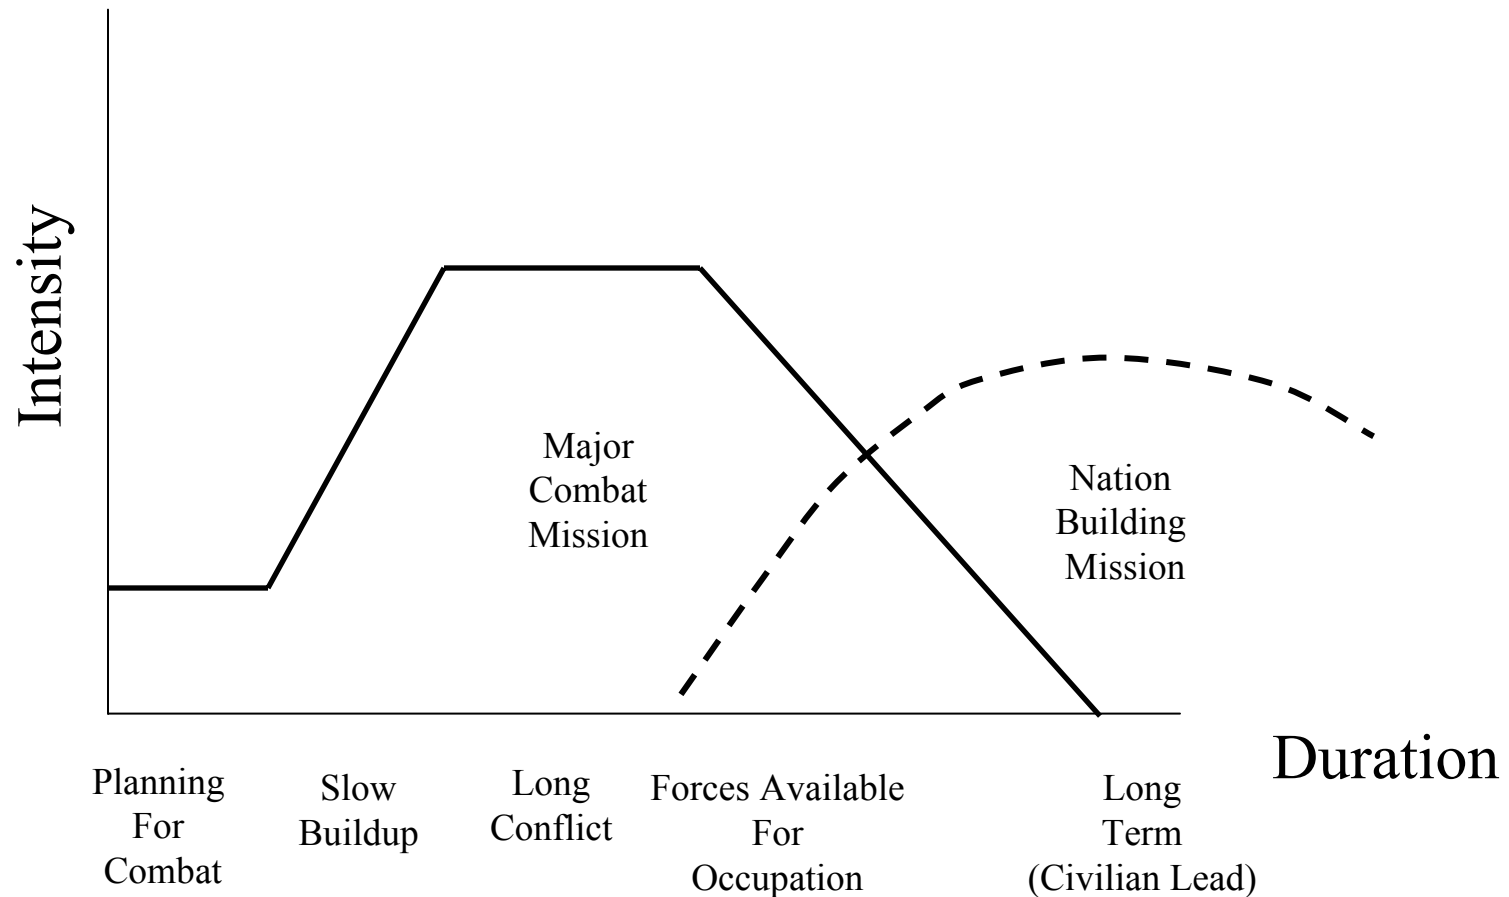 Intensity
Major
Combat
Mission
Nation
Building
Mission
Duration
Planning
For
Combat
Slow
Buildup
Long
Conflict
Forces Available
For
Occupation
Long
Term
(Civilian Lead)